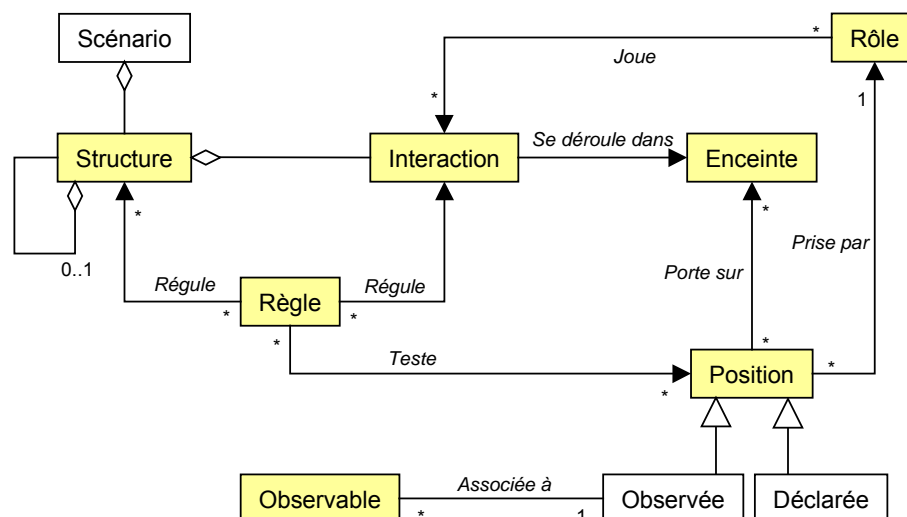 Scénario
*
Rôle
Joue
1
*
Structure
Interaction
Se déroule dans
Enceinte
*
*
Prise par
0..1
Régule
Règle
Régule
Porte sur
*
*
*
*
Teste
*
Position
*
Observable
Associée à
Observée
Déclarée
*
1